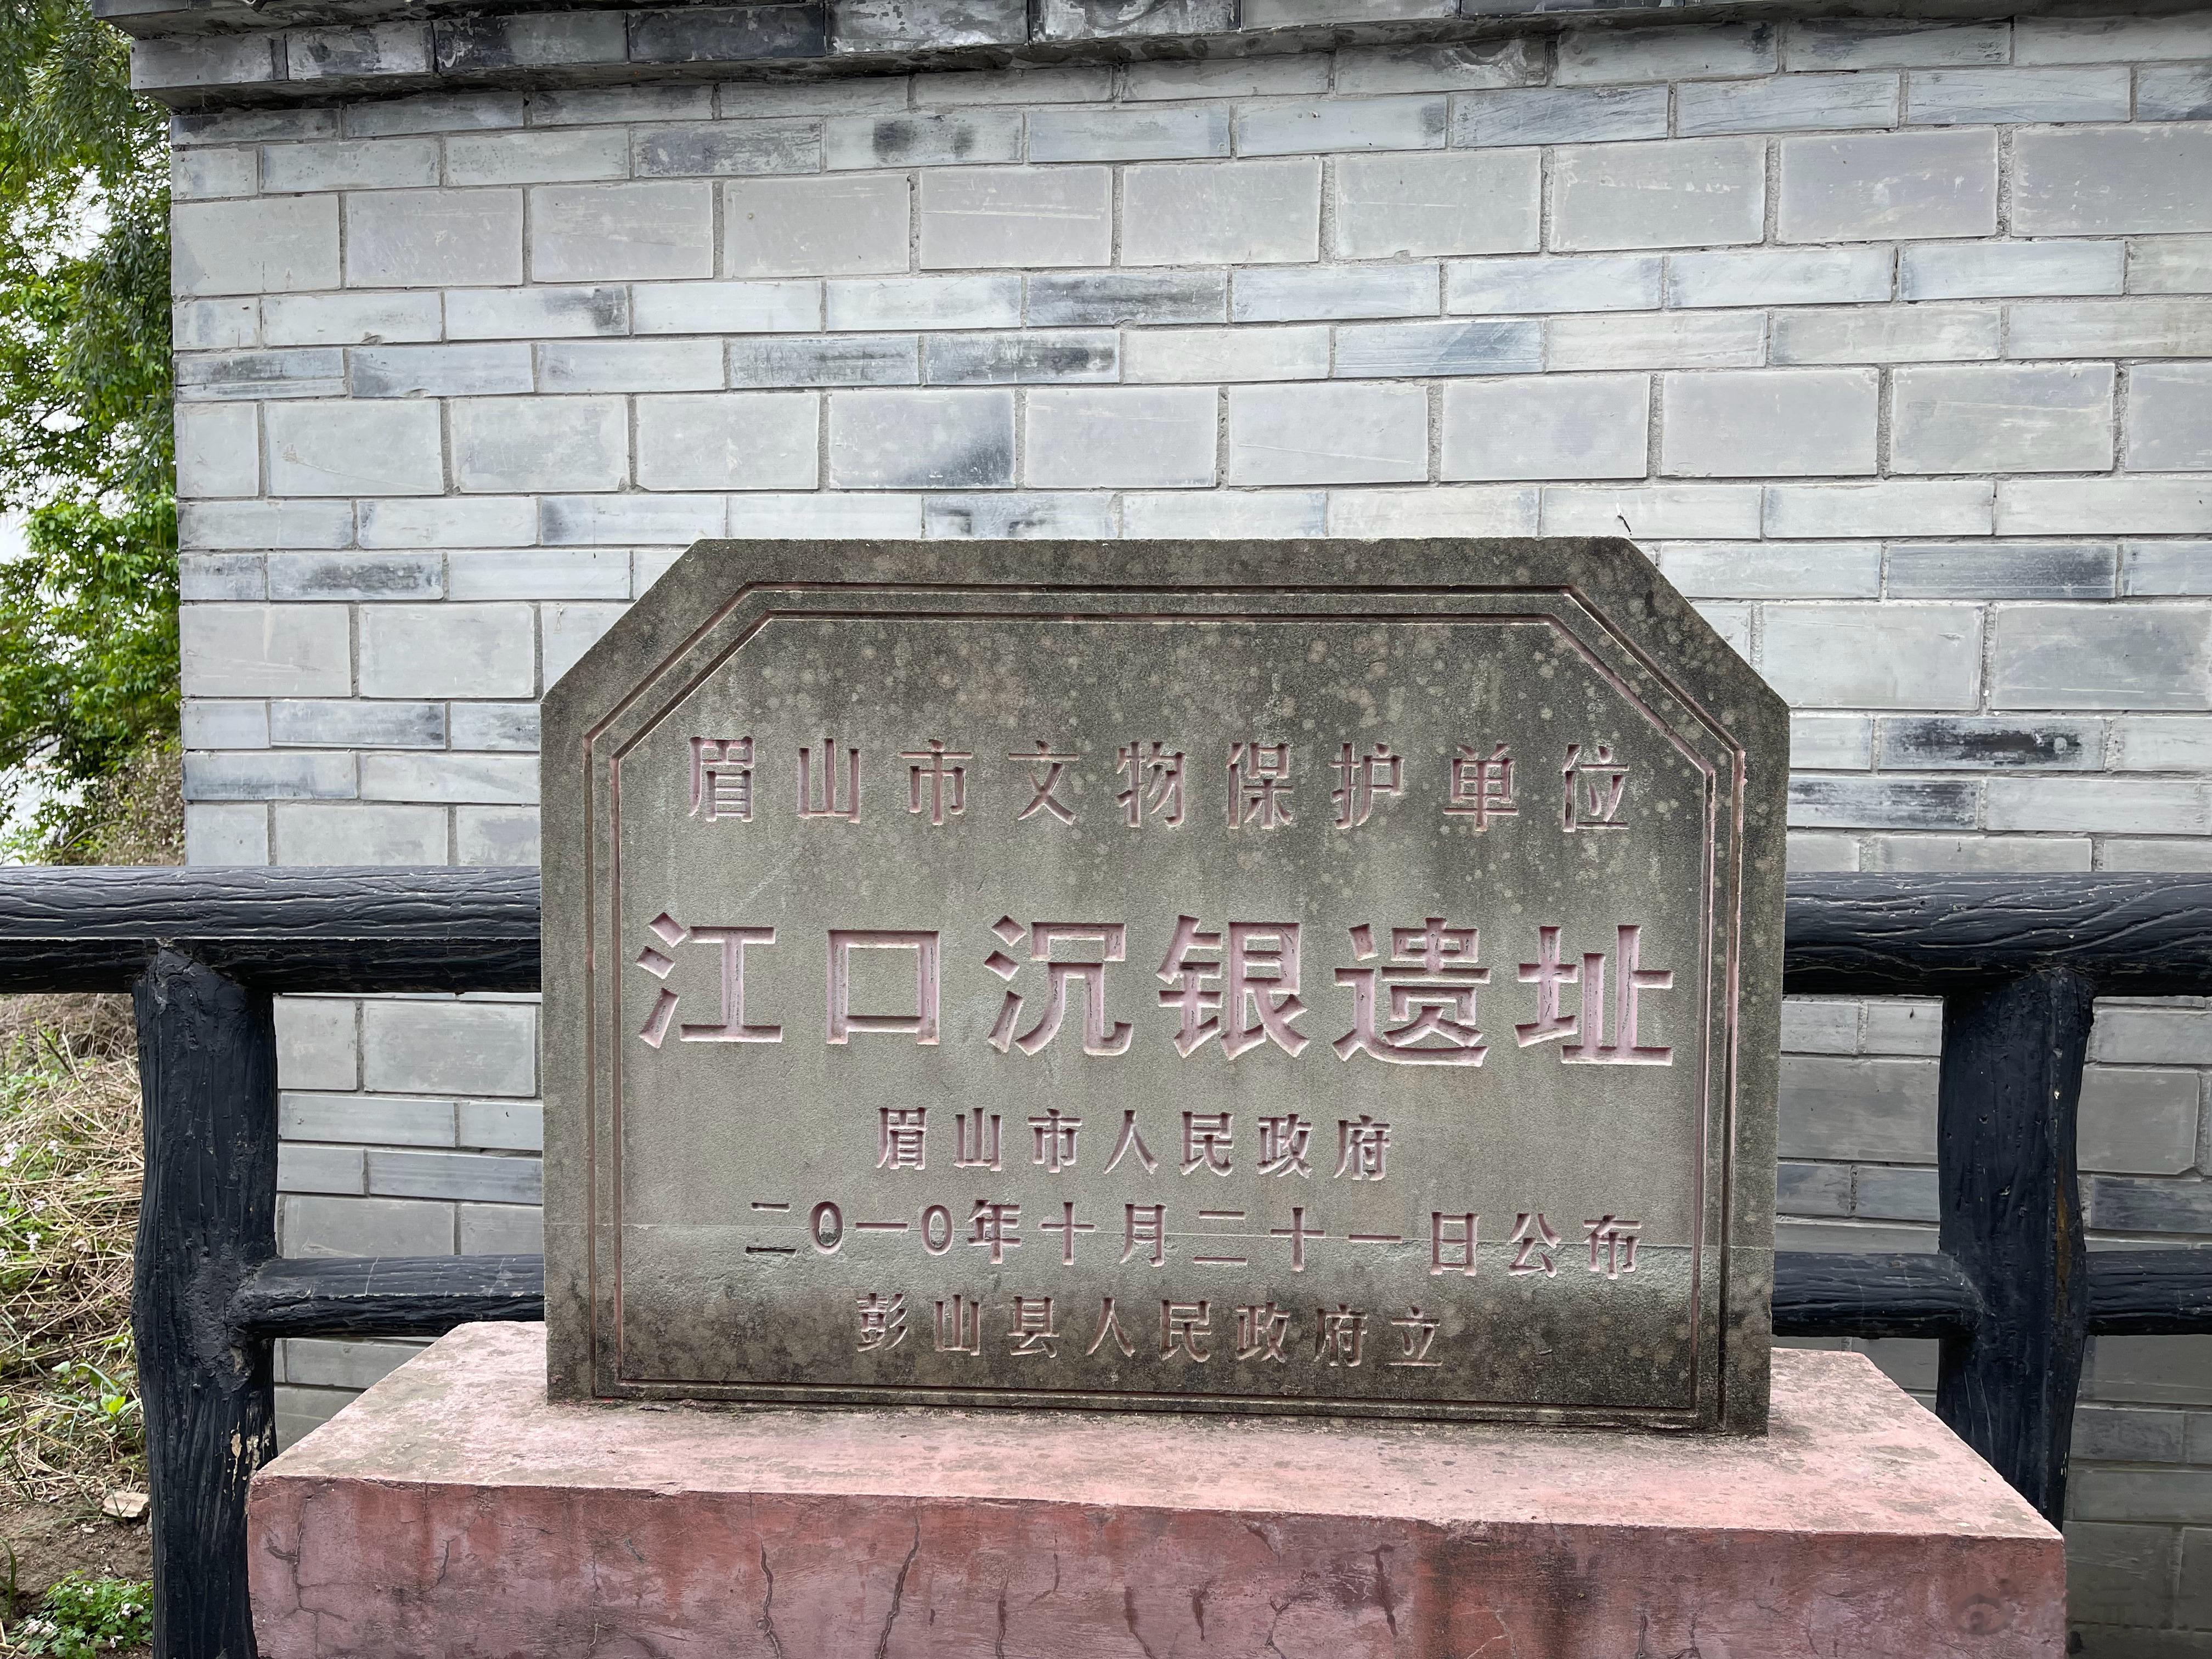 眉山市文物保护单位
江口沉银遗址
眉山市人民政府
二0一0年十月二十一日公布
彭山县人民政府立